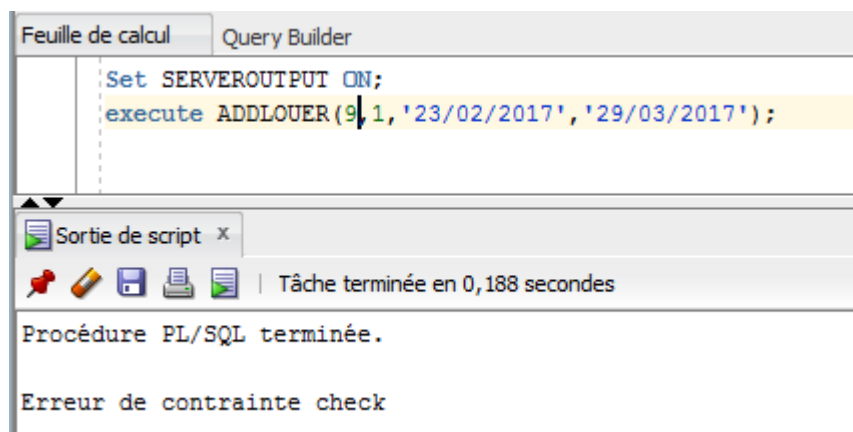 Feuille de calcul Query Builder
Set SERVEROUTPUT ON;
execute ADDLOUER(9,1,'23/02/2017','29/03/2017');
Sortie de script x
Tâche terminée en 0,188 secondes
Procédure PL/SQL terminée.
Erreur de contrainte check